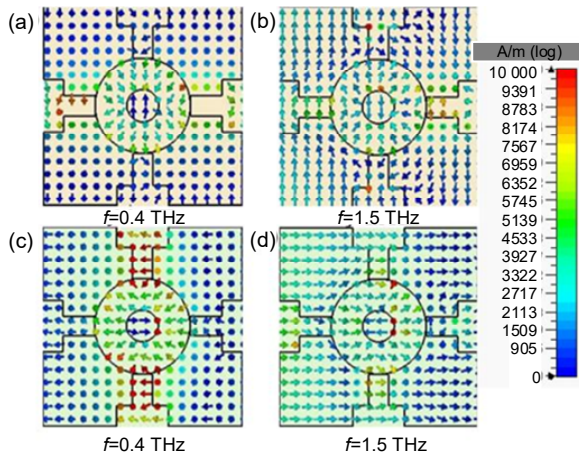 (a)
(b)
f=0.4 THz
f=1.5 THz
(c)
(d)
f=0.4 THz
f=1.5 THz
A/m (log)
10 000
9391
8783
8174
7567
6959
6352
5745
5139
4533
3927
3322
2717
2111
1509
905
0